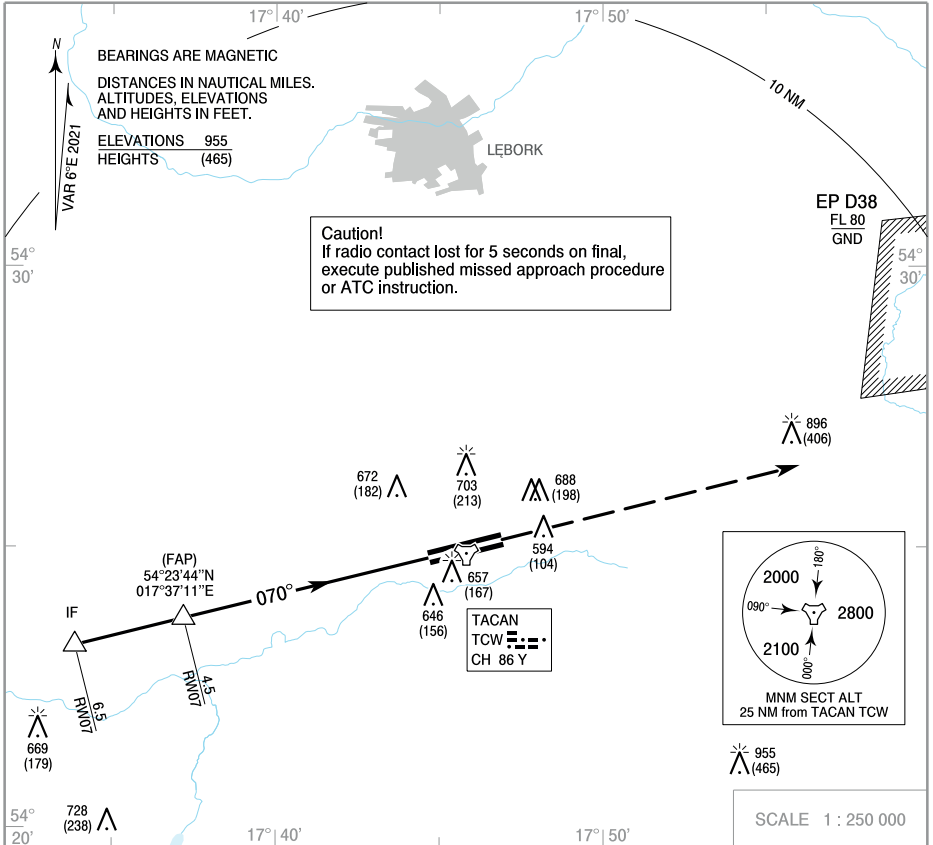 17° 40'
17° 50'
N
VAR 6°E 2021
BEARINGS ARE MAGNETIC
DISTANCES IN NAUTICAL MILES.
ALTITUDES, ELEVATIONS
AND HEIGHTS IN FEET.
ELEVATIONS 955
HEIGHTS (465)
10 NM
LĘBORK
EP D38
FL 80
GND
54°
30'
54°
30'
Caution!
If radio contact lost for 5 seconds on final,
execute published missed approach procedure
or ATC instruction.
896
(406)
672
(182)
703
(213)
688
(198)
594
(104)
(FAP)
54°23'44"N
017°37'11"E
070°
IF
657
(167)
646
(156)
TACAN
TCW
CH 86 Y
6.5
RW07
4.5
RW07
2000
180°
090°
2800
2100
000°
MNM SECT ALT
25 NM from TACAN TCW
669
(179)
955
(465)
728
(238)
54°
20'
17° 40'
17° 50'
SCALE 1 : 250 000